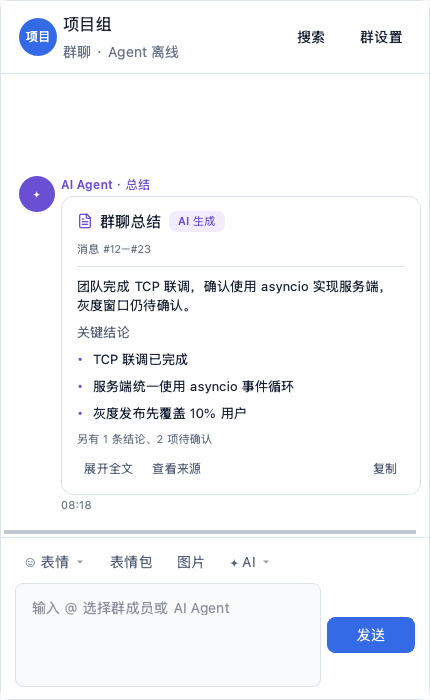 项目
项目组
群聊 · Agent 离线
搜索
群设置
AI Agent · 总结
群聊总结
AI 生成
消息 #12—#23
团队完成 TCP 联调，确认使用 asyncio 实现服务端，
灰度窗口仍待确认。
关键结论
• TCP 联调已完成
• 服务端统一使用 asyncio 事件循环
• 灰度发布先覆盖 10% 用户
另有 1 条结论、2 项待确认
展开全文
查看来源
复制
08:18
表情
表情包
图片
AI
输入 @ 选择群成员或 AI Agent
发送